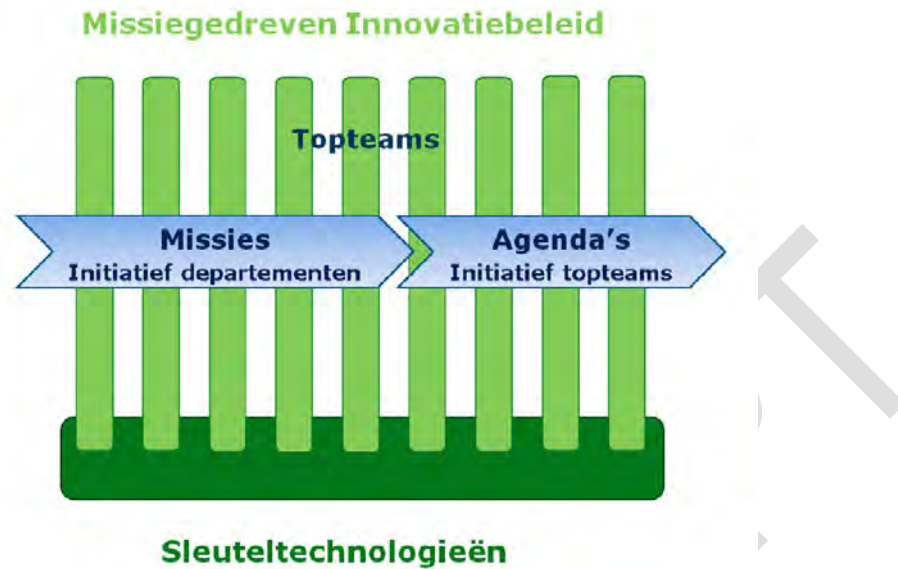 Missiegedreven Innovatiebeleid
Topteams
Missies
Initiatief departementen
Agenda's
Initiatief topteams
Sleuteltechnologieën